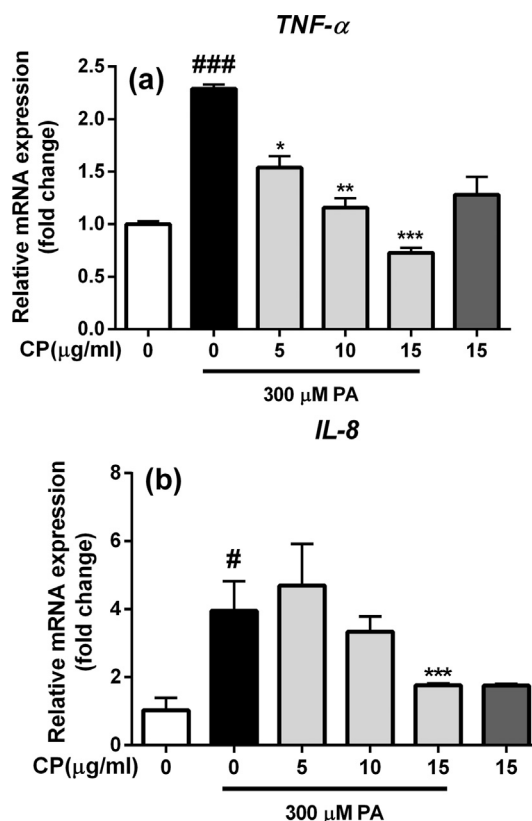 TNF-α
(a)
###
Relative mRNA expression
(fold change)
2.5
2.0
1.5
1.0
0.5
0.0
*
**
***
CP(μg/ml) 0 0 5 10 15 15
300 μM PA
IL-8
(b)
#
Relative mRNA expression
(fold change)
8
6
4
2
0
***
CP(μg/ml) 0 0 5 10 15 15
300 μM PA